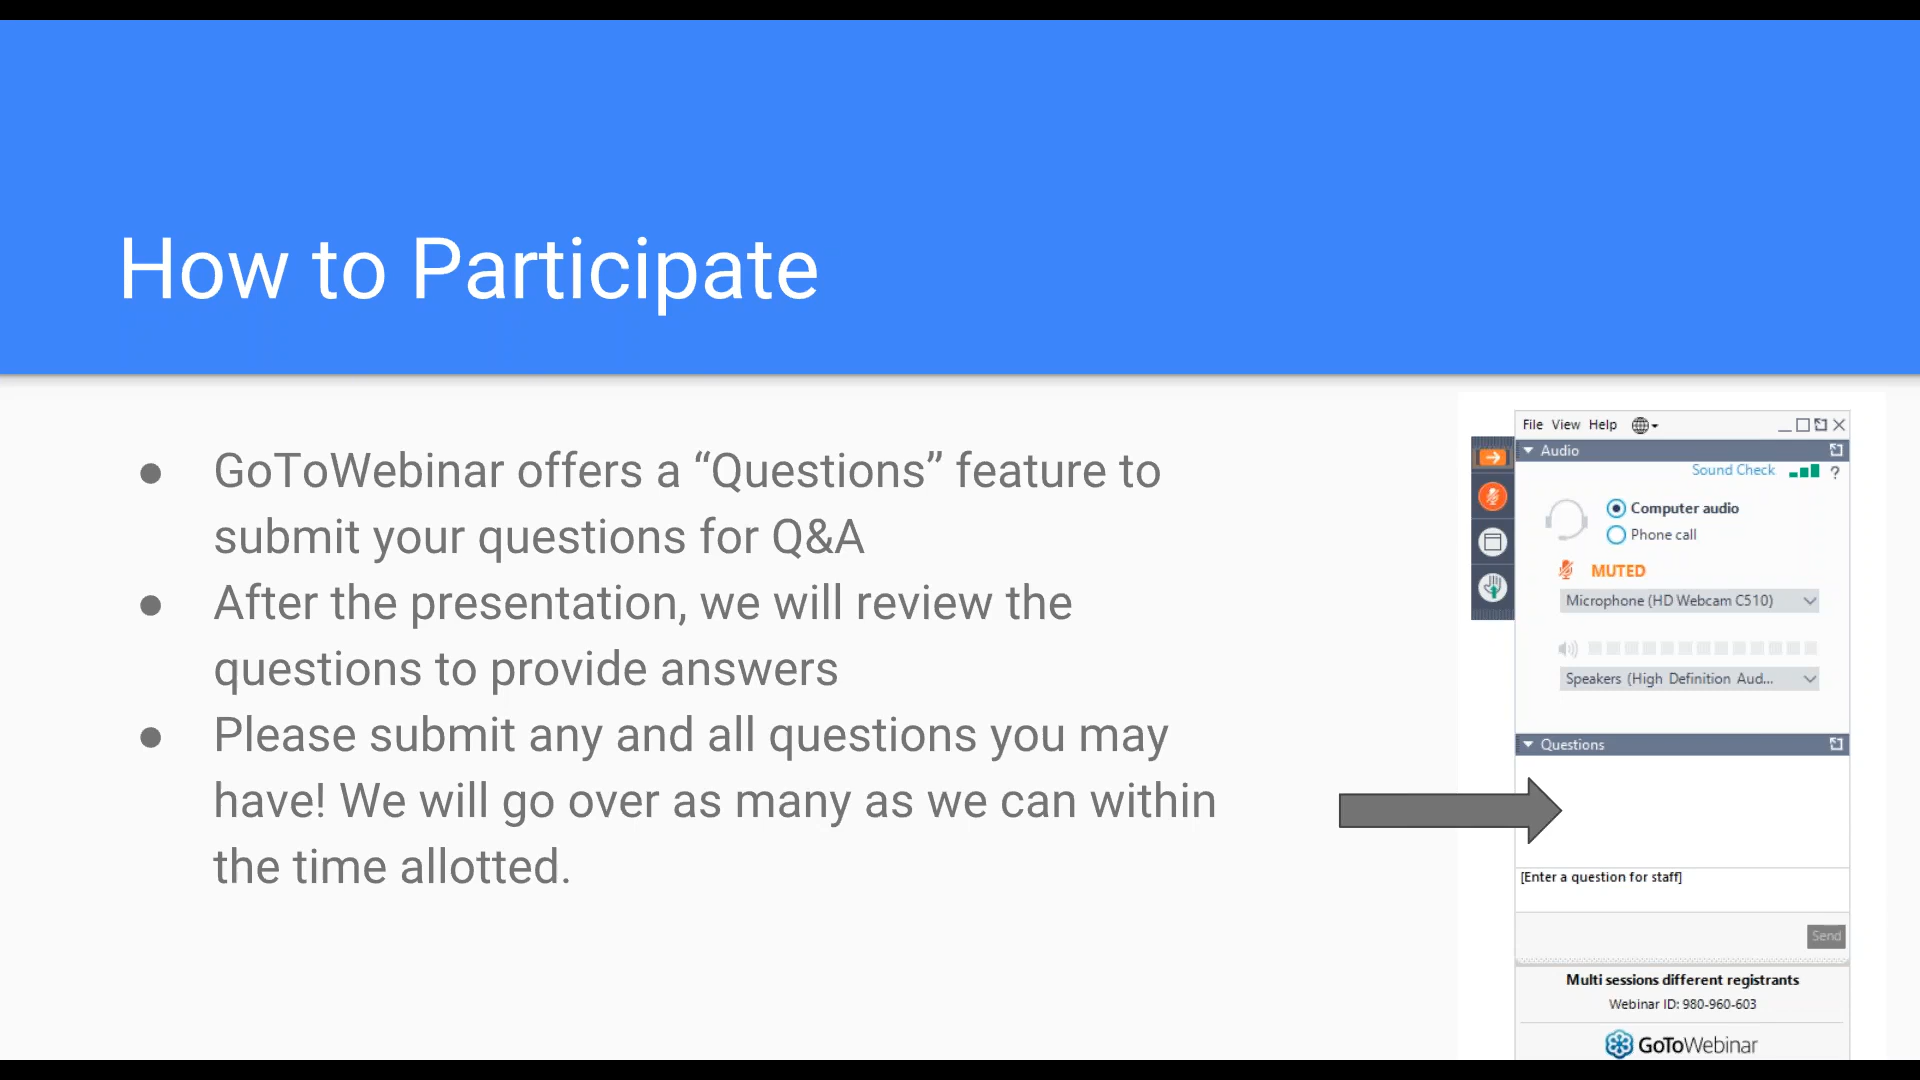 How to Participate
● GoToWebinar offers a “Questions” feature to
submit your questions for Q&A
● After the presentation, we will review the
questions to provide answers
● Please submit any and all questions you may
have! We will go over as many as we can within
the time allotted.
File View Help
Audio
Sound Check ?
Computer audio
Phone call
MUTED
Microphone (HD Webcam C510)
Speakers (High Definition Aud...
Questions
[Enter a question for staff]
Send
Multi sessions different registrants
Webinar ID: 980-960-603
GoToWebinar